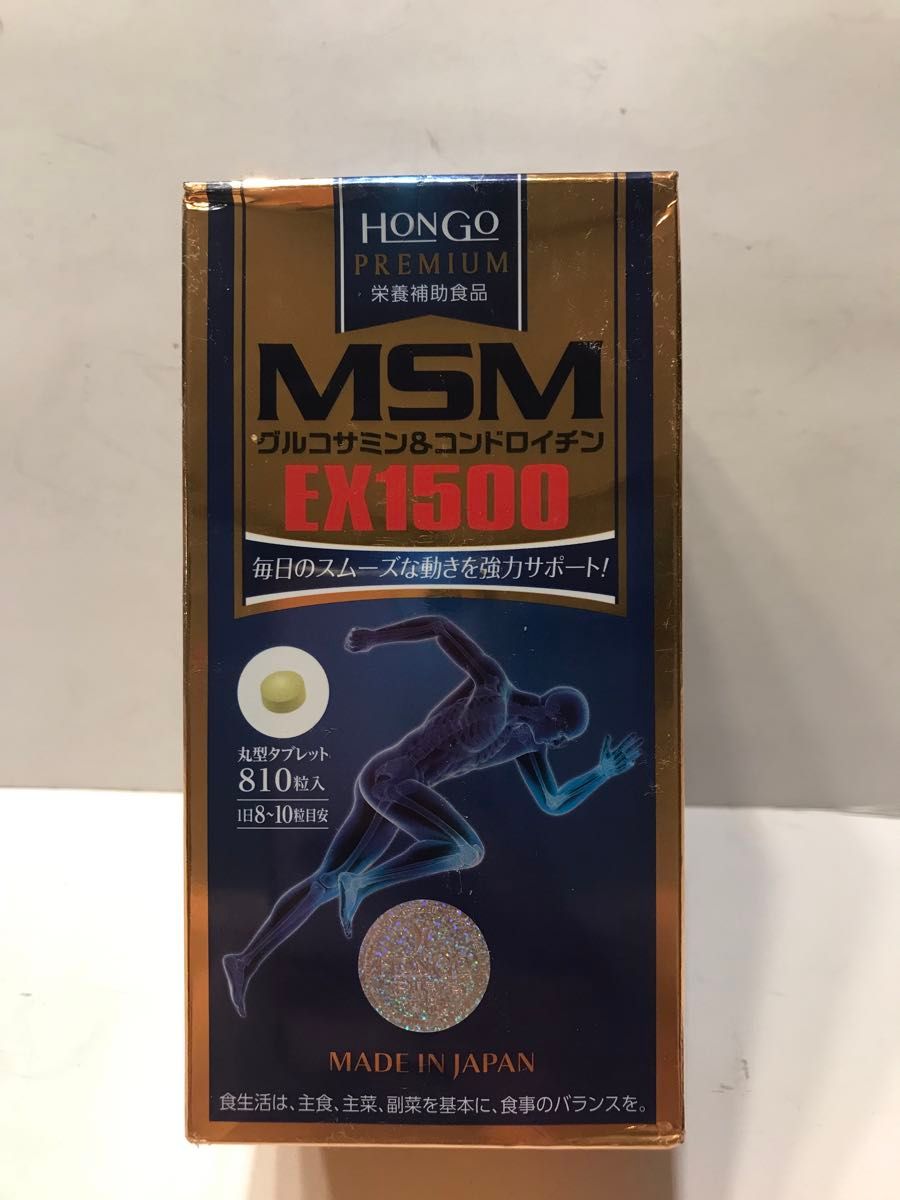 HONGO
PREMIUM
栄養補助食品
MSM
グルコサミン&コンドロイチン
EX1500
毎日のスムーズな動きを強力サポート!
丸型タブレット
810粒入
1日8~10粒目安
MADE IN JAPAN
食生活は、主食、主菜、副菜を基本に、食事のバランスを。